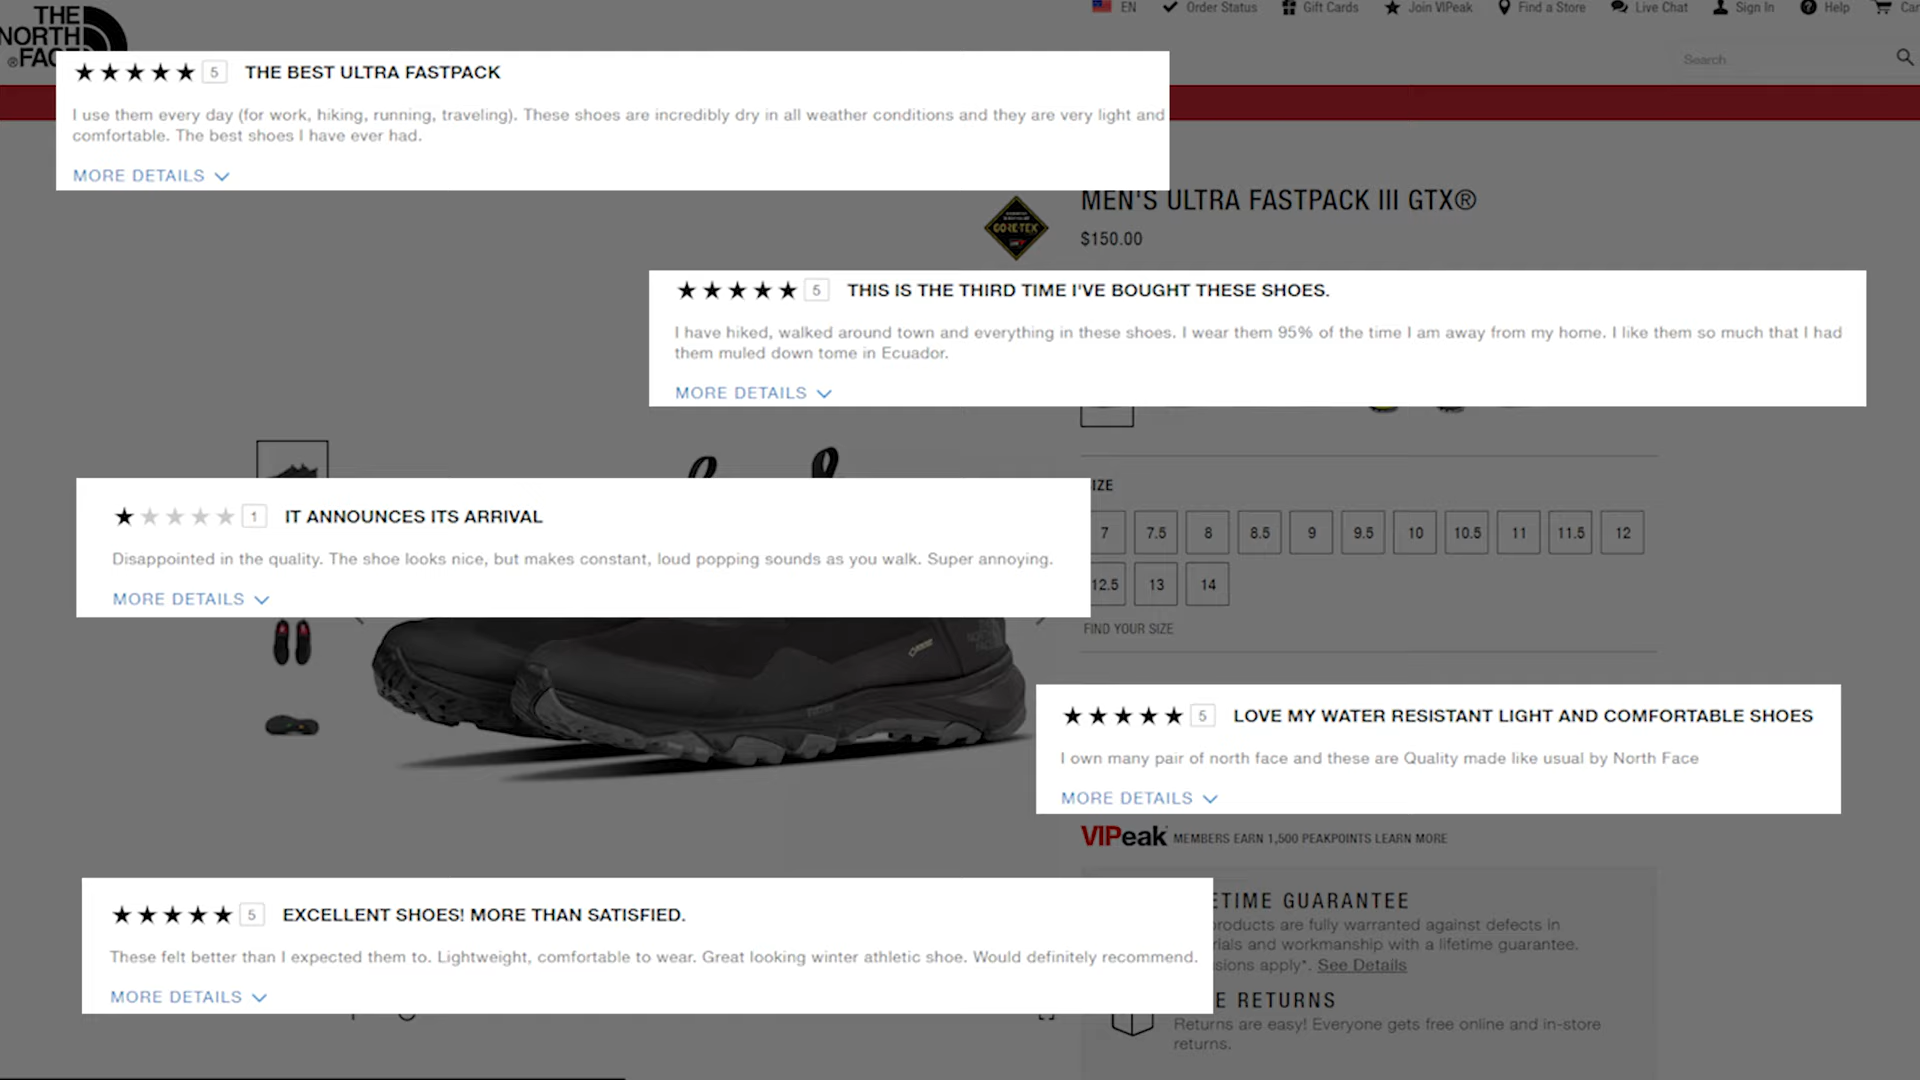 THE
NORTH
FACE
EN
Order Status
Gift Cards
Join VIPeak
Find a Store
Live Chat
Sign In
Help
Search
5 THE BEST ULTRA FASTPACK
I use them every day (for work, hiking, running, traveling). These shoes are incredibly dry in all weather conditions and they are very light and
comfortable. The best shoes I have ever had.
MORE DETAILS
MEN'S ULTRA FASTPACK III GTX®
GORE-TEX
$150.00
5 THIS IS THE THIRD TIME I'VE BOUGHT THESE SHOES.
I have hiked, walked around town and everything in these shoes. I wear them 95% of the time I am away from my home. I like them so much that I had
them muled down tome in Ecuador.
MORE DETAILS
IZE
7 7.5 8 8.5 9 9.5 10 10.5 11 11.5 12
12.5 13 14
FIND YOUR SIZE
1 IT ANNOUNCES ITS ARRIVAL
Disappointed in the quality. The shoe looks nice, but makes constant, loud popping sounds as you walk. Super annoying.
MORE DETAILS
5 LOVE MY WATER RESISTANT LIGHT AND COMFORTABLE SHOES
I own many pair of north face and these are Quality made like usual by North Face
MORE DETAILS
VIPeak MEMBERS EARN 1,500 PEAKPOINTS LEARN MORE
5 EXCELLENT SHOES! MORE THAN SATISFIED.
These felt better than I expected them to. Lightweight, comfortable to wear. Great looking winter athletic shoe. Would definitely recommend.
MORE DETAILS
ETIME GUARANTEE
roducts are fully warranted against defects in
rials and workmanship with a lifetime guarantee.
sions apply*. See Details
E RETURNS
Returns are easy! Everyone gets free online and in-store
returns.